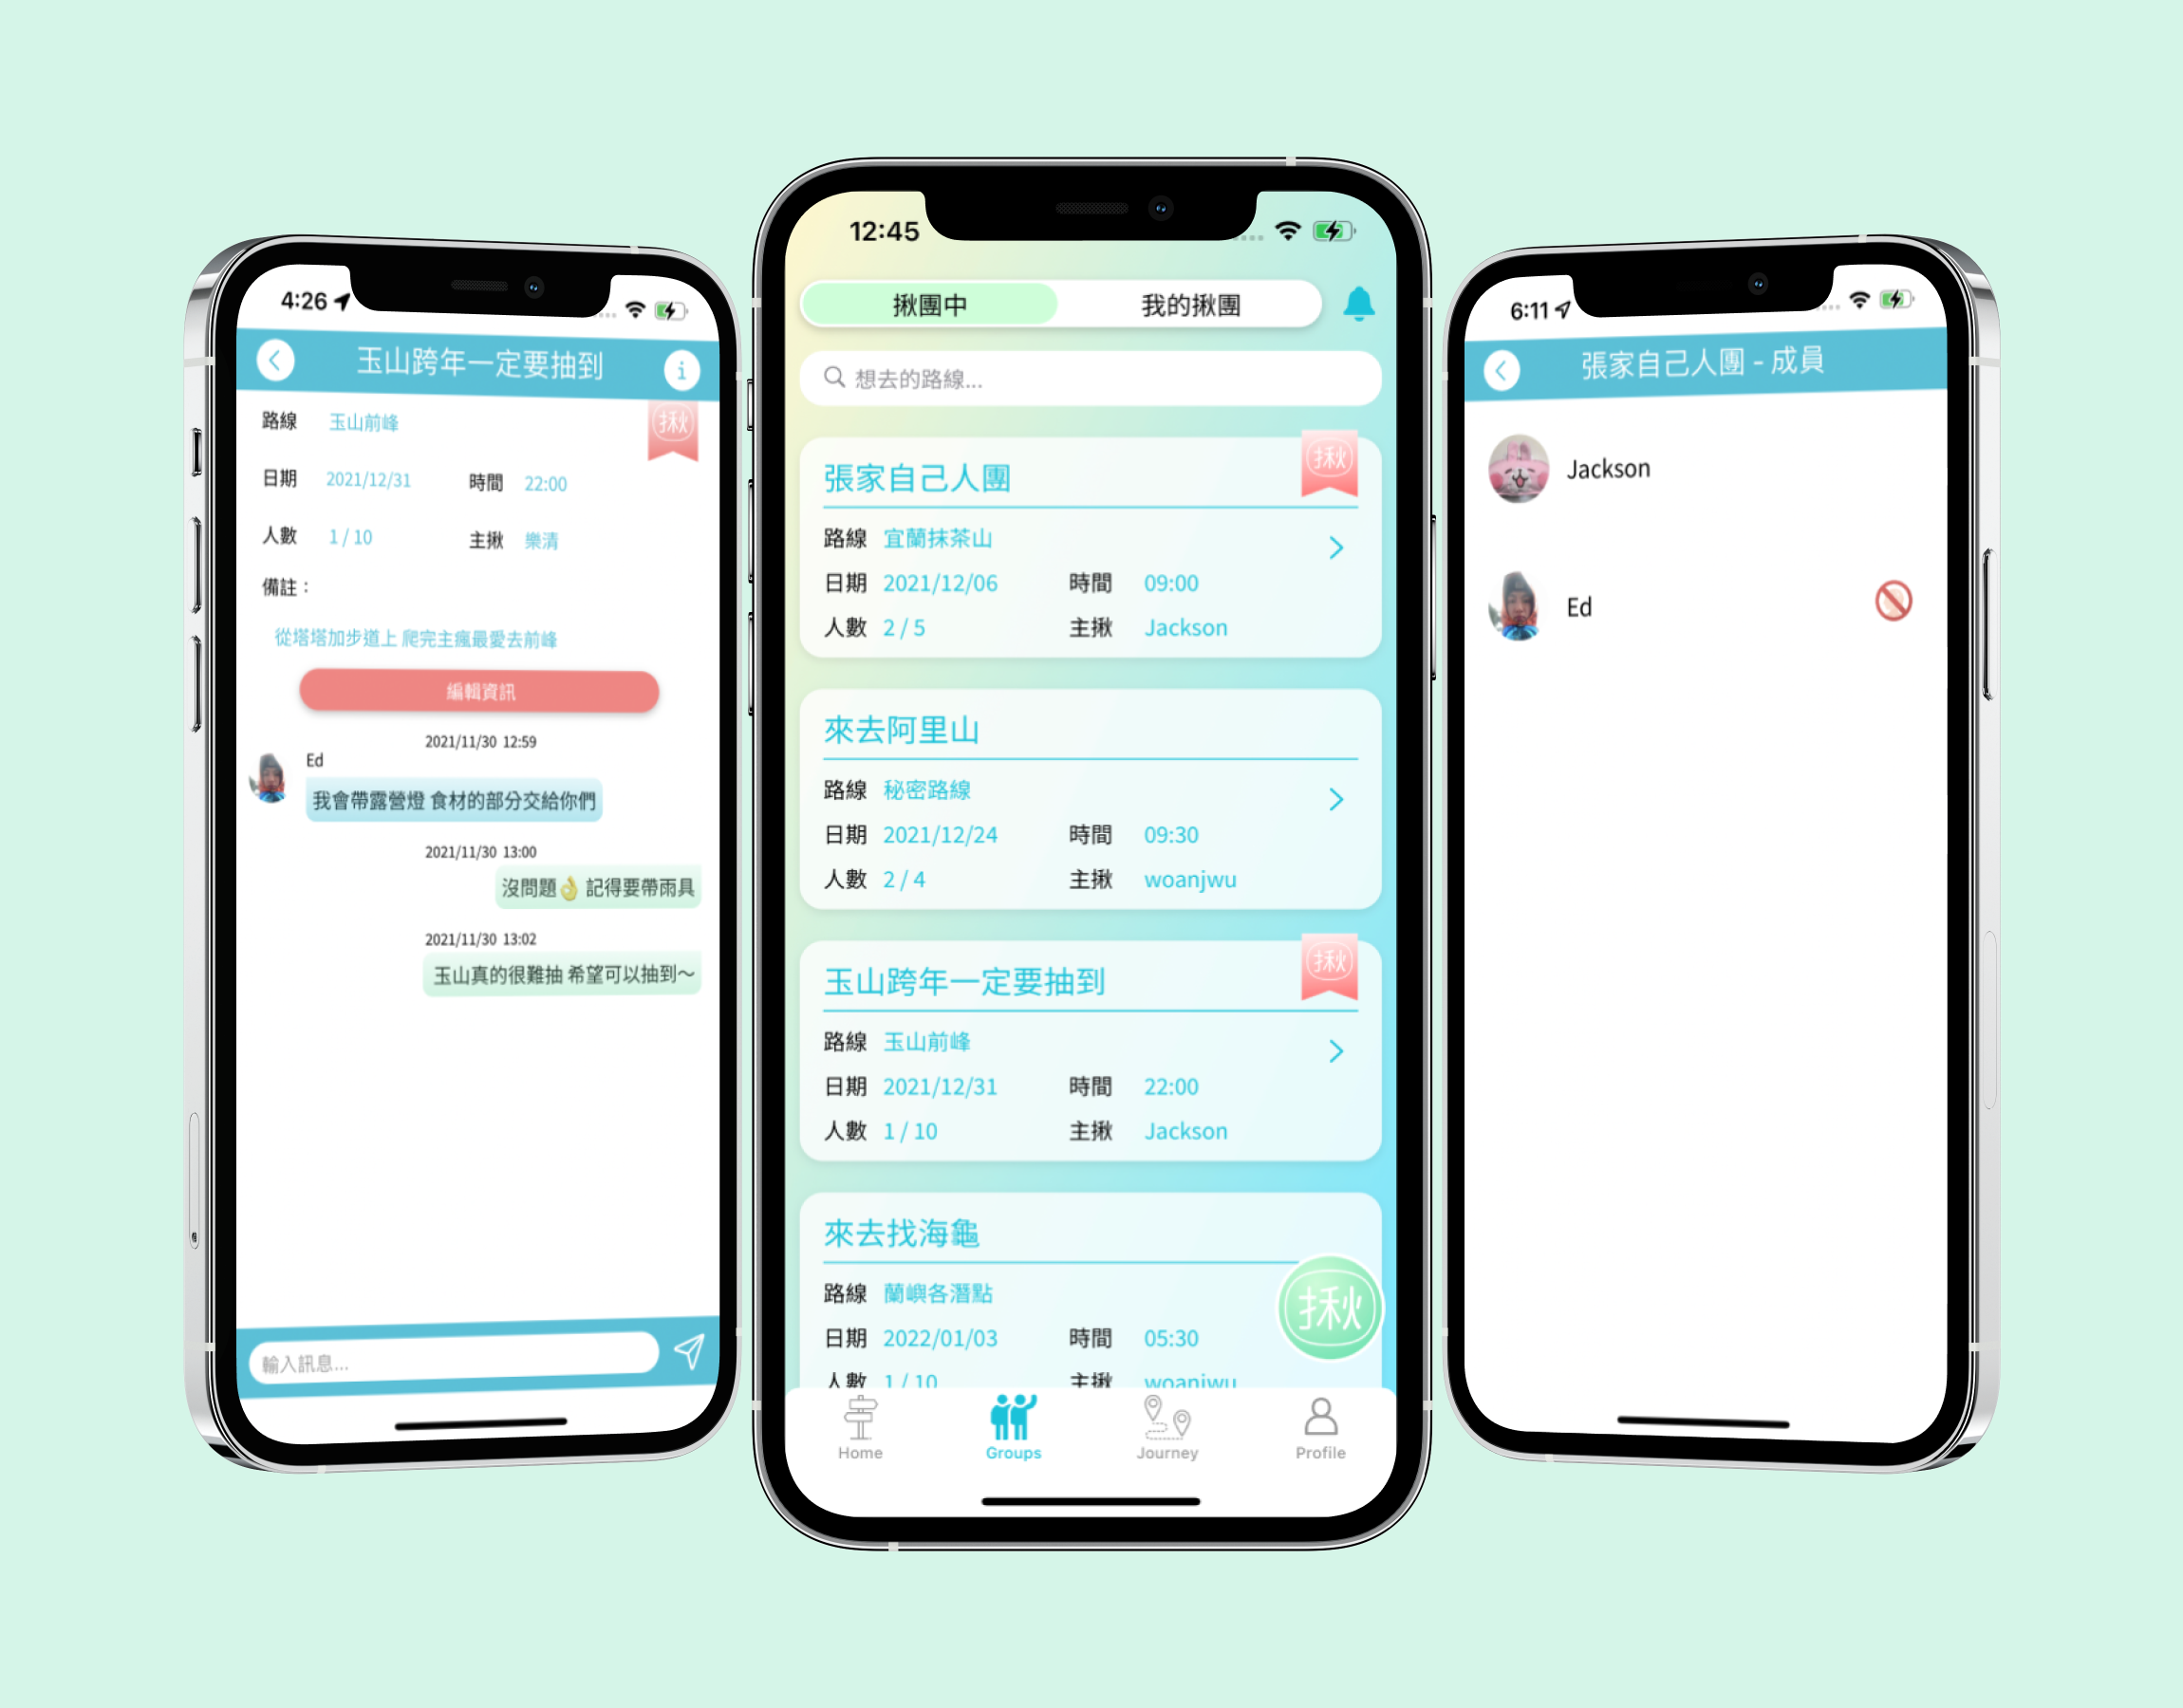 4:26
玉山跨年一定要抽到
i
路線 玉山前峰
揪
日期 2021/12/31 時間 22:00
人數 1 / 10 主揪 樂清
備註：
從塔塔加步道上 爬完主瘋最愛去前峰
編輯資訊
2021/11/30 12:59
Ed
我會帶露營燈 食材的部分交給你們
2021/11/30 13:00
沒問題👌 記得要帶雨具
2021/11/30 13:02
玉山真的很難抽 希望可以抽到～
輸入訊息...
12:45
揪團中 我的揪團
想去的路線...
張家自己人團
揪
路線 宜蘭抹茶山
日期 2021/12/06 時間 09:00
人數 2 / 5 主揪 Jackson
來去阿里山
路線 秘密路線
日期 2021/12/24 時間 09:30
人數 2 / 4 主揪 woanjwu
玉山跨年一定要抽到
揪
路線 玉山前峰
日期 2021/12/31 時間 22:00
人數 1 / 10 主揪 Jackson
來去找海龜
路線 蘭嶼各潛點
揪
日期 2022/01/03 時間 05:30
人數 1 / 10 主揪 woanjwu
Home Groups Journey Profile
6:11
張家自己人團 - 成員
Jackson
Ed